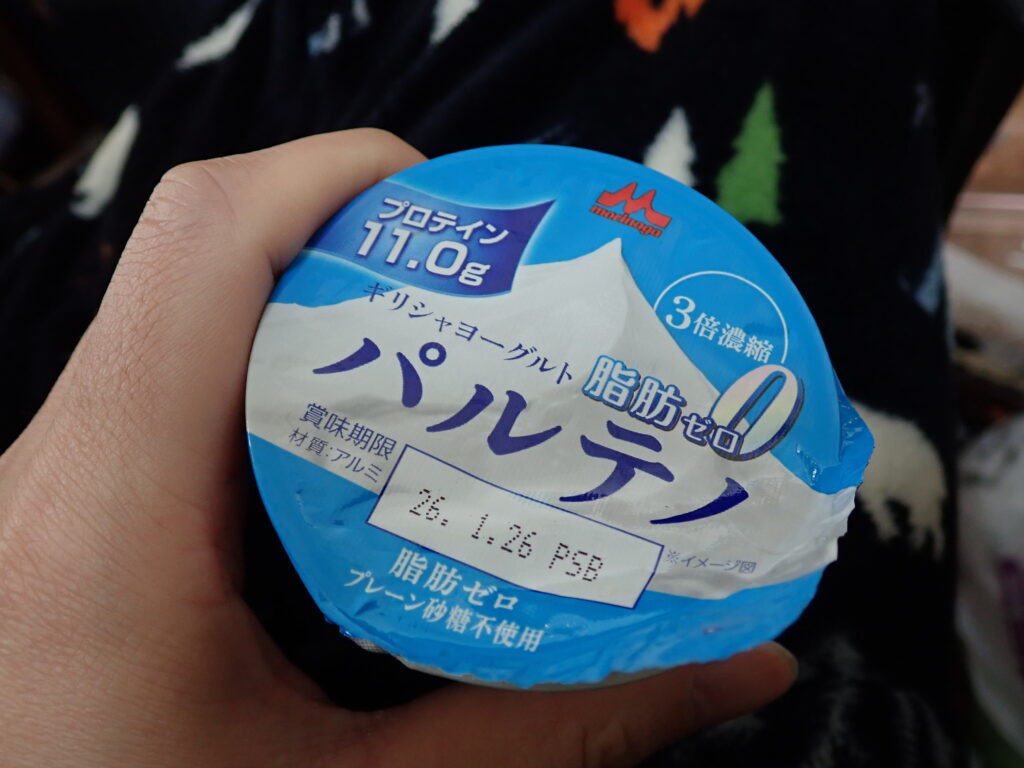 morinaga
プロテイン
11.0g
3倍濃縮
ギリシャヨーグルト
脂肪ゼロ
0
パルテノ
賞味期限
材質:アルミ
26. 1.26 PSB
※イメージ図
脂肪ゼロ
プレーン砂糖不使用